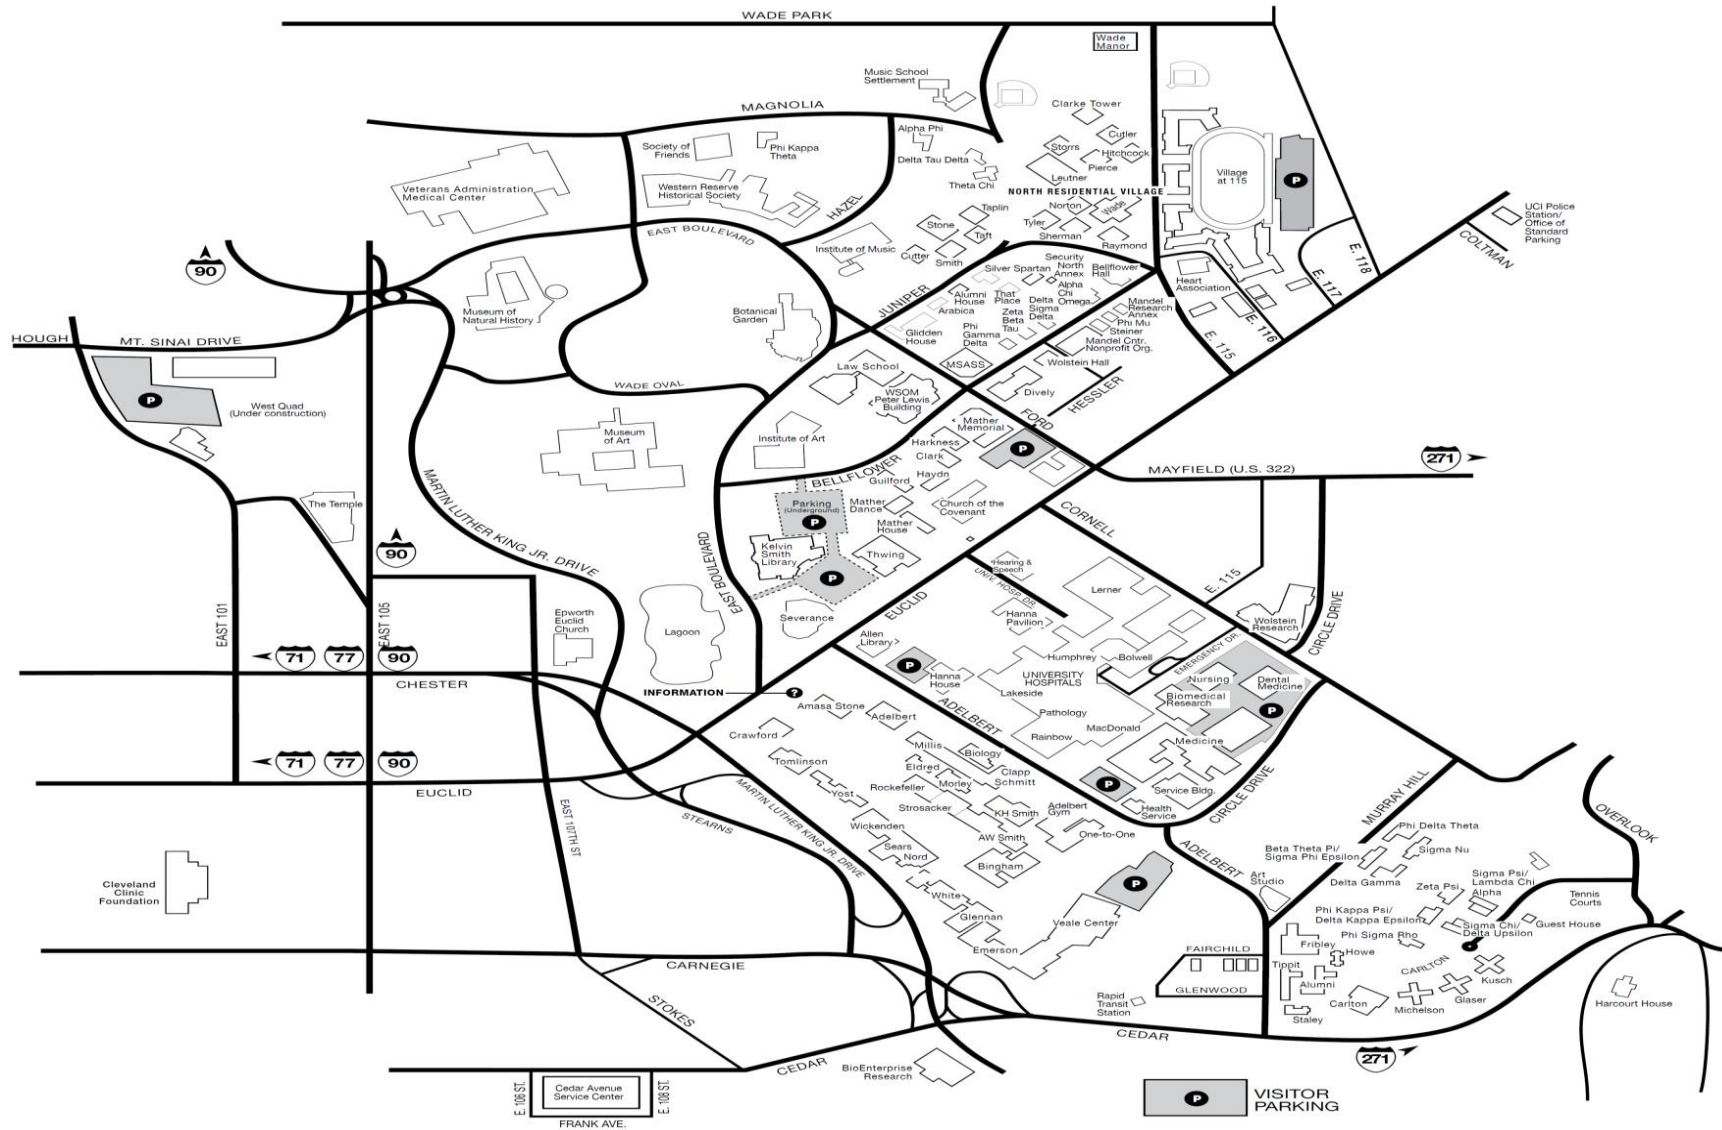 WADE PARK
Wade
Manor
Music School
Settlement
MAGNOLIA
Clarke Tower
Alpha Phi
Cutler
Society of
Friends
Phi Kappa
Theta
Storrs
Hitchcock
Delta Tau Delta
Pierce
Leutner
Village
at 115
P
Veterans Administration
Medical Center
Western Reserve
Historical Society
Theta Chi
NORTH RESIDENTIAL VILLAGE
HAZEL
Taplin
Norton
Wade
UCI Police
Station/
Office of
Standard
Parking
Stone
Tyler
EAST BOULEVARD
Taft
Sherman
Raymond
COLTMAN
Institute of Music
Cutter
Smith
E. 118
90
Silver Spartan
Security
North
Annex
Bellflower
Hall
Heart
Association
E. 117
JUNIPER
Alumni
House
That
Place
Alpha
Chi
Omega
Museum of
Natural History
Botanical
Garden
Arabica
Delta
Sigma
Delta
Mandel
Research
Annex
Zeta
Beta
Tau
Phi Mu
Steiner
E. 116
Glidden
House
Phi
Gamma
Delta
Mandel Cntr.
Nonprofit Org.
E. 115
HOUGH
MT. SINAI DRIVE
Law School
MSASS
Wolstein Hall
WADE OVAL
WSOM
Peter Lewis
Building
Dively
HESSLER
P
West Quad
(Under construction)
FORD
Mather
Memorial
Museum
of Art
Institute of Art
Harkness
P
Clark
271
MAYFIELD (U.S. 322)
BELLFLOWER
Haydn
Guilford
MARTIN LUTHER KING JR. DRIVE
The Temple
Parking
(Underground)
P
Mather
Dance
Church of the
Covenant
CORNELL
Mather
House
90
EAST BOULEVARD
Kelvin
Smith
Library
Thwing
Hearing &
Speech
UNIV. HOSP. DR.
P
E. 115
Lerner
EAST 101
EAST 105
Epworth
Euclid
Church
EUCLID
Severance
Hanna
Pavilion
Wolstein
Research
CIRCLE DRIVE
Lagoon
Allen
Library
EMERGENCY DR.
71
77
90
P
Humphrey
Bolwell
CHESTER
Hanna
House
UNIVERSITY
HOSPITALS
Nursing
Dental
Medicine
INFORMATION
?
Lakeside
Biomedical
Research
Amasa Stone
Adelbert
ADELBERT
Pathology
P
MacDonald
Crawford
Rainbow
Medicine
Millis
Biology
71
77
90
Tomlinson
Eldred
Clapp
Schmitt
P
EUCLID
Yost
Rockefeller
Morley
Service Bldg.
CIRCLE DRIVE
MURRAY HILL
EAST 107TH ST
STEARNS
MARTIN LUTHER KING JR. DRIVE
Strosacker
KH Smith
Adelbert
Gym
Health
Service
OVERLOOK
Wickenden
AW Smith
One-to-One
Phi Delta Theta
Sears
Nord
ADELBERT
Beta Theta Pi/
Sigma Phi Epsilon
Sigma Nu
Bingham
P
Art
Studio
Delta Gamma
Sigma Psi/
Lambda Chi
Alpha
Cleveland
Clinic
Foundation
White
Zeta Psi
Tennis
Courts
Glennan
Veale Center
Phi Kappa Psi/
Delta Kappa Epsilon
Sigma Chi/
Delta Upsilon
Guest House
Emerson
Phi Sigma Rho
FAIRCHILD
Fribley
Howe
CARNEGIE
Tippit
CARLTON
Kusch
GLENWOOD
Alumni
Glaser
STOKES
Rapid
Transit
Station
Carlton
Michelson
Harcourt House
Staley
CEDAR
CEDAR
271
BioEnterprise
Research
E. 106 ST.
Cedar Avenue
Service Center
E. 108 ST.
FRANK AVE.
P
VISITOR
PARKING